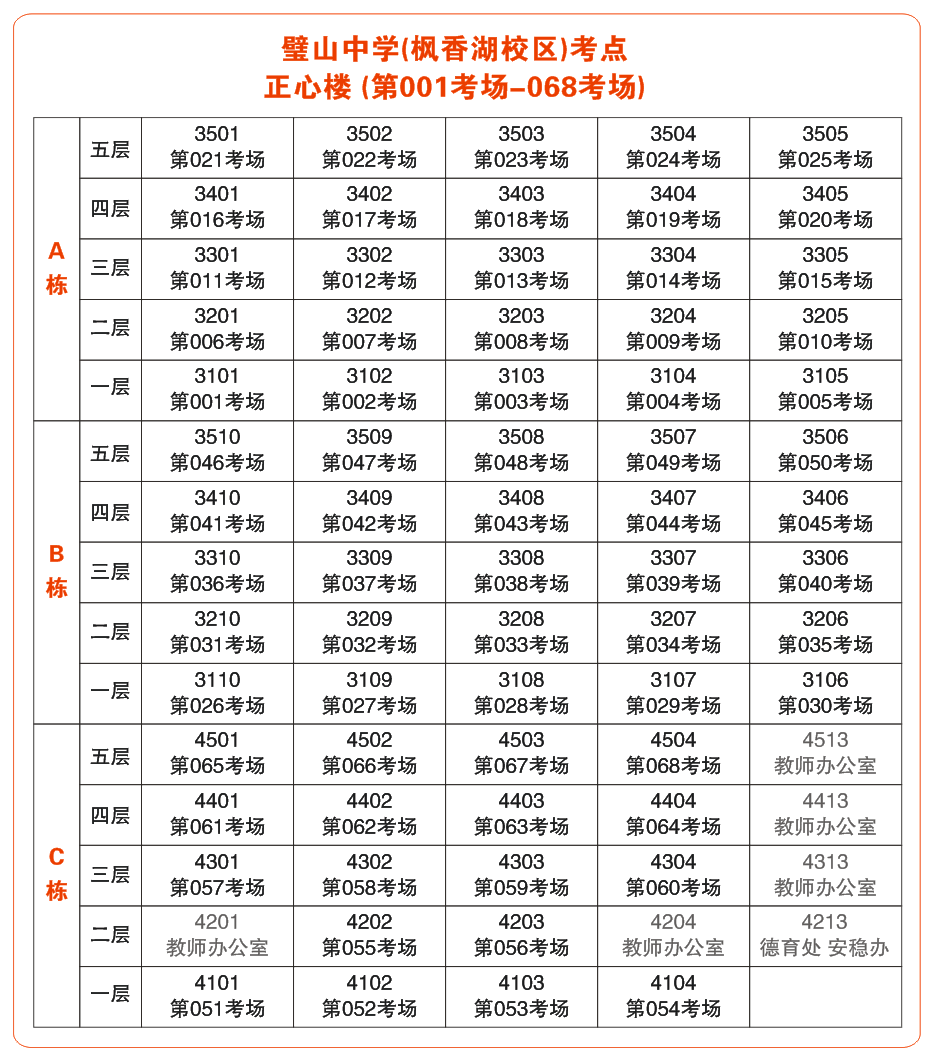 璧山中学(枫香湖校区)考点
正心楼 (第001考场–068考场)
A
栋
五层
3501
第021考场
3502
第022考场
3503
第023考场
3504
第024考场
3505
第025考场
四层
3401
第016考场
3402
第017考场
3403
第018考场
3404
第019考场
3405
第020考场
三层
3301
第011考场
3302
第012考场
3303
第013考场
3304
第014考场
3305
第015考场
二层
3201
第006考场
3202
第007考场
3203
第008考场
3204
第009考场
3205
第010考场
一层
3101
第001考场
3102
第002考场
3103
第003考场
3104
第004考场
3105
第005考场
B
栋
五层
3510
第046考场
3509
第047考场
3508
第048考场
3507
第049考场
3506
第050考场
四层
3410
第041考场
3409
第042考场
3408
第043考场
3407
第044考场
3406
第045考场
三层
3310
第036考场
3309
第037考场
3308
第038考场
3307
第039考场
3306
第040考场
二层
3210
第031考场
3209
第032考场
3208
第033考场
3207
第034考场
3206
第035考场
一层
3110
第026考场
3109
第027考场
3108
第028考场
3107
第029考场
3106
第030考场
C
栋
五层
4501
第065考场
4502
第066考场
4503
第067考场
4504
第068考场
4513
教师办公室
四层
4401
第061考场
4402
第062考场
4403
第063考场
4404
第064考场
4413
教师办公室
三层
4301
第057考场
4302
第058考场
4303
第059考场
4304
第060考场
4313
教师办公室
二层
4201
教师办公室
4202
第055考场
4203
第056考场
4204
教师办公室
4213
德育处 安稳办
一层
4101
第051考场
4102
第052考场
4103
第053考场
4104
第054考场